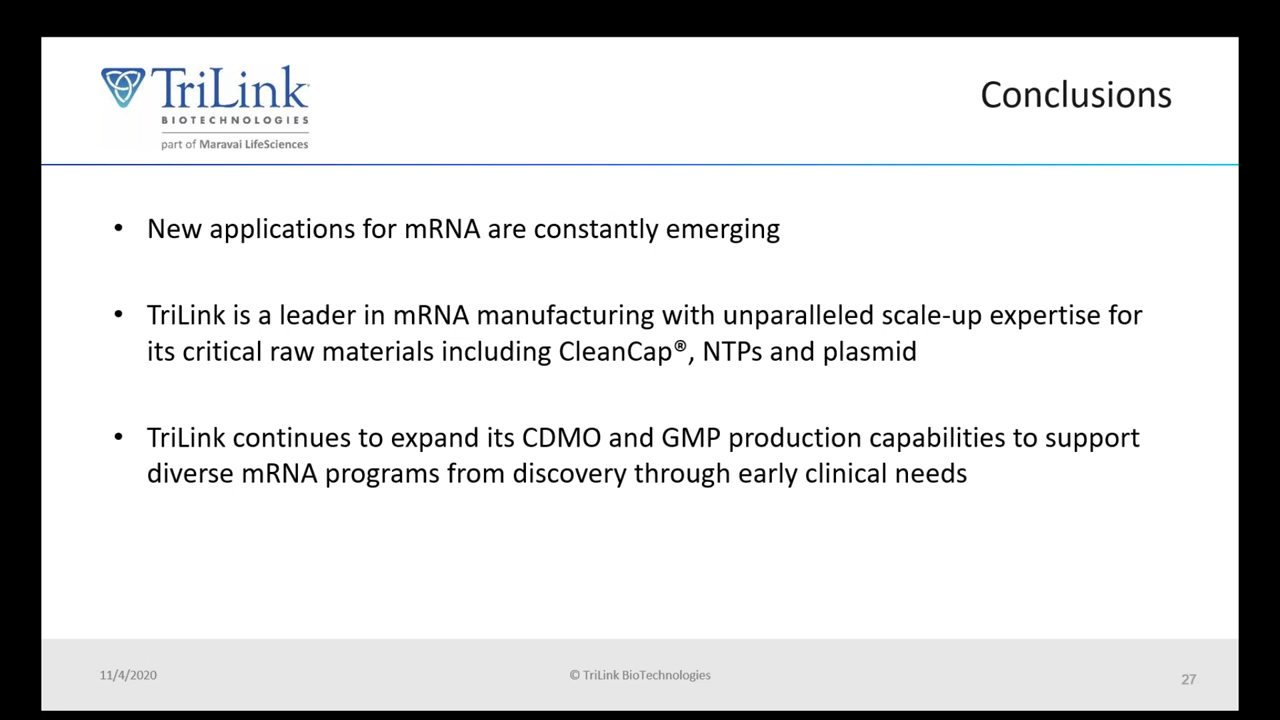 TriLink
BIOTECHNOLOGIES
part of Maravai LifeSciences
Conclusions
• New applications for mRNA are constantly emerging
• TriLink is a leader in mRNA manufacturing with unparalleled scale-up expertise for
its critical raw materials including CleanCap®, NTPs and plasmid
• TriLink continues to expand its CDMO and GMP production capabilities to support
diverse mRNA programs from discovery through early clinical needs
11/4/2020
© TriLink BioTechnologies
27